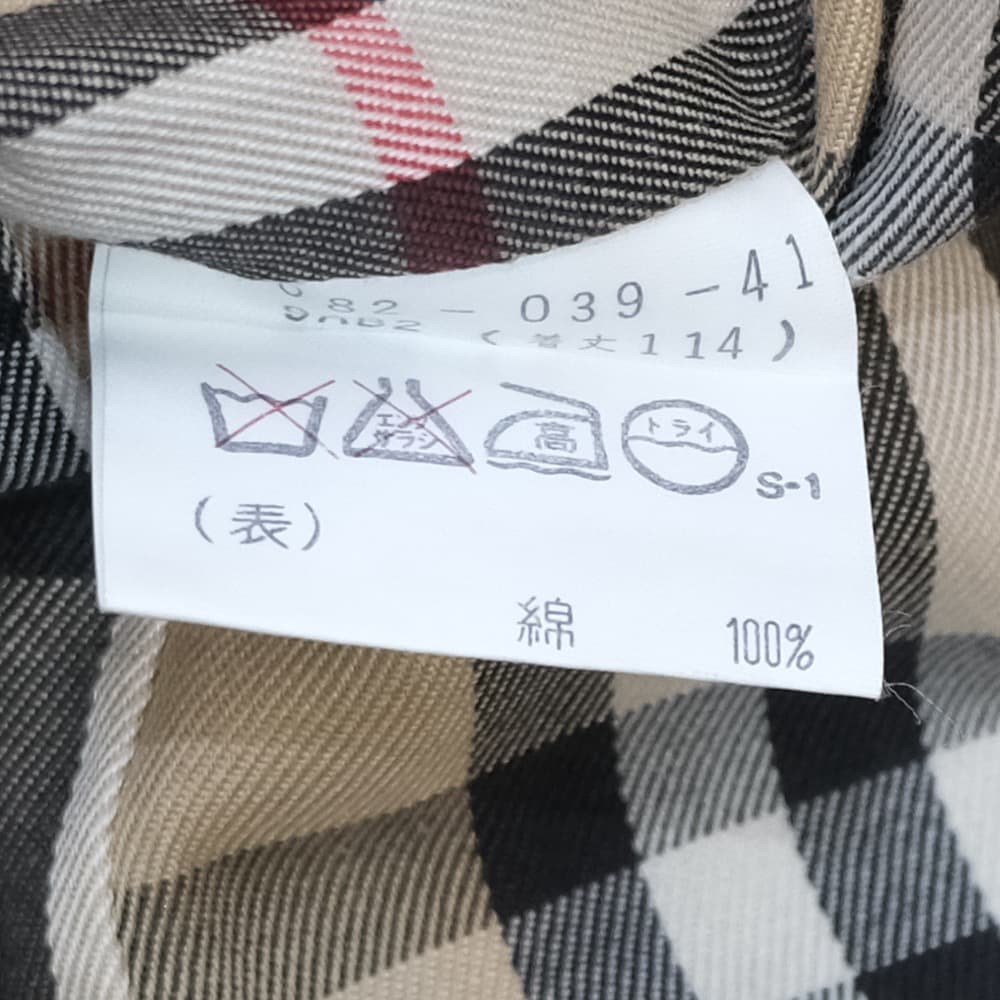 82-039-41
(着丈114)
エンソ サラシ 高 ドライ S-1
(表)
綿 100%